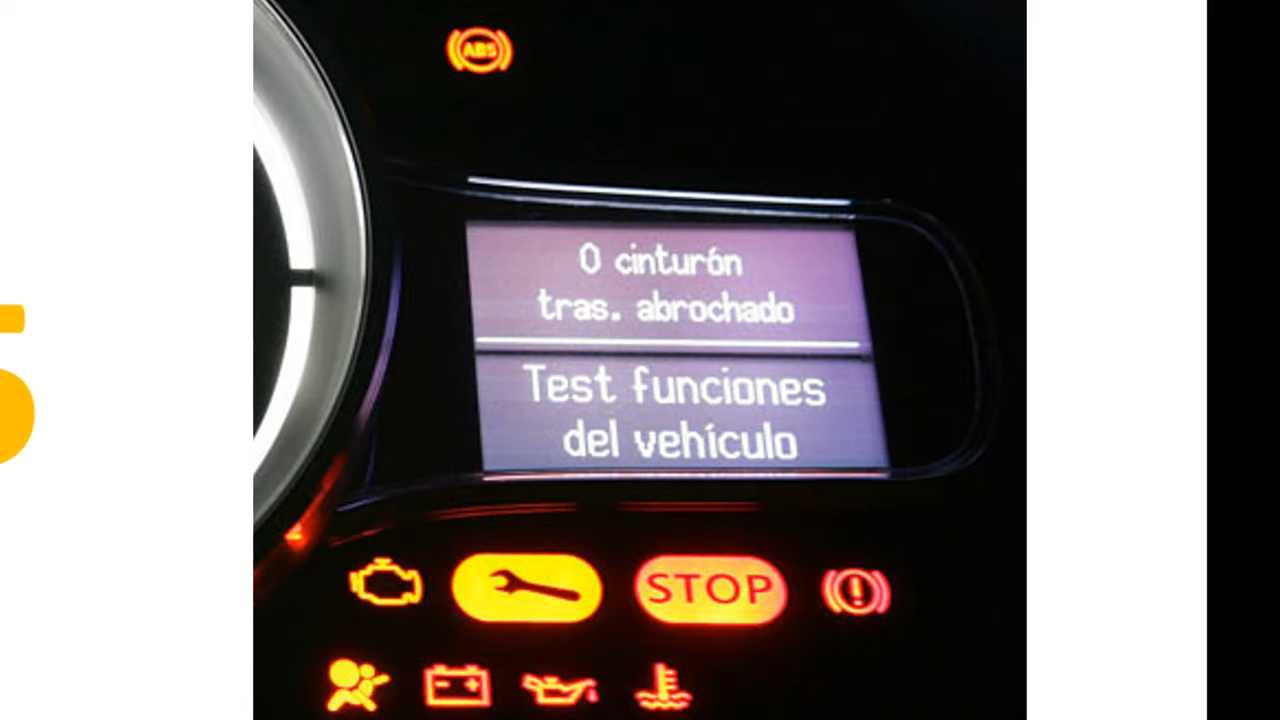 ABS
0 cinturón
tras. abrochado
Test funciones
del vehículo
STOP